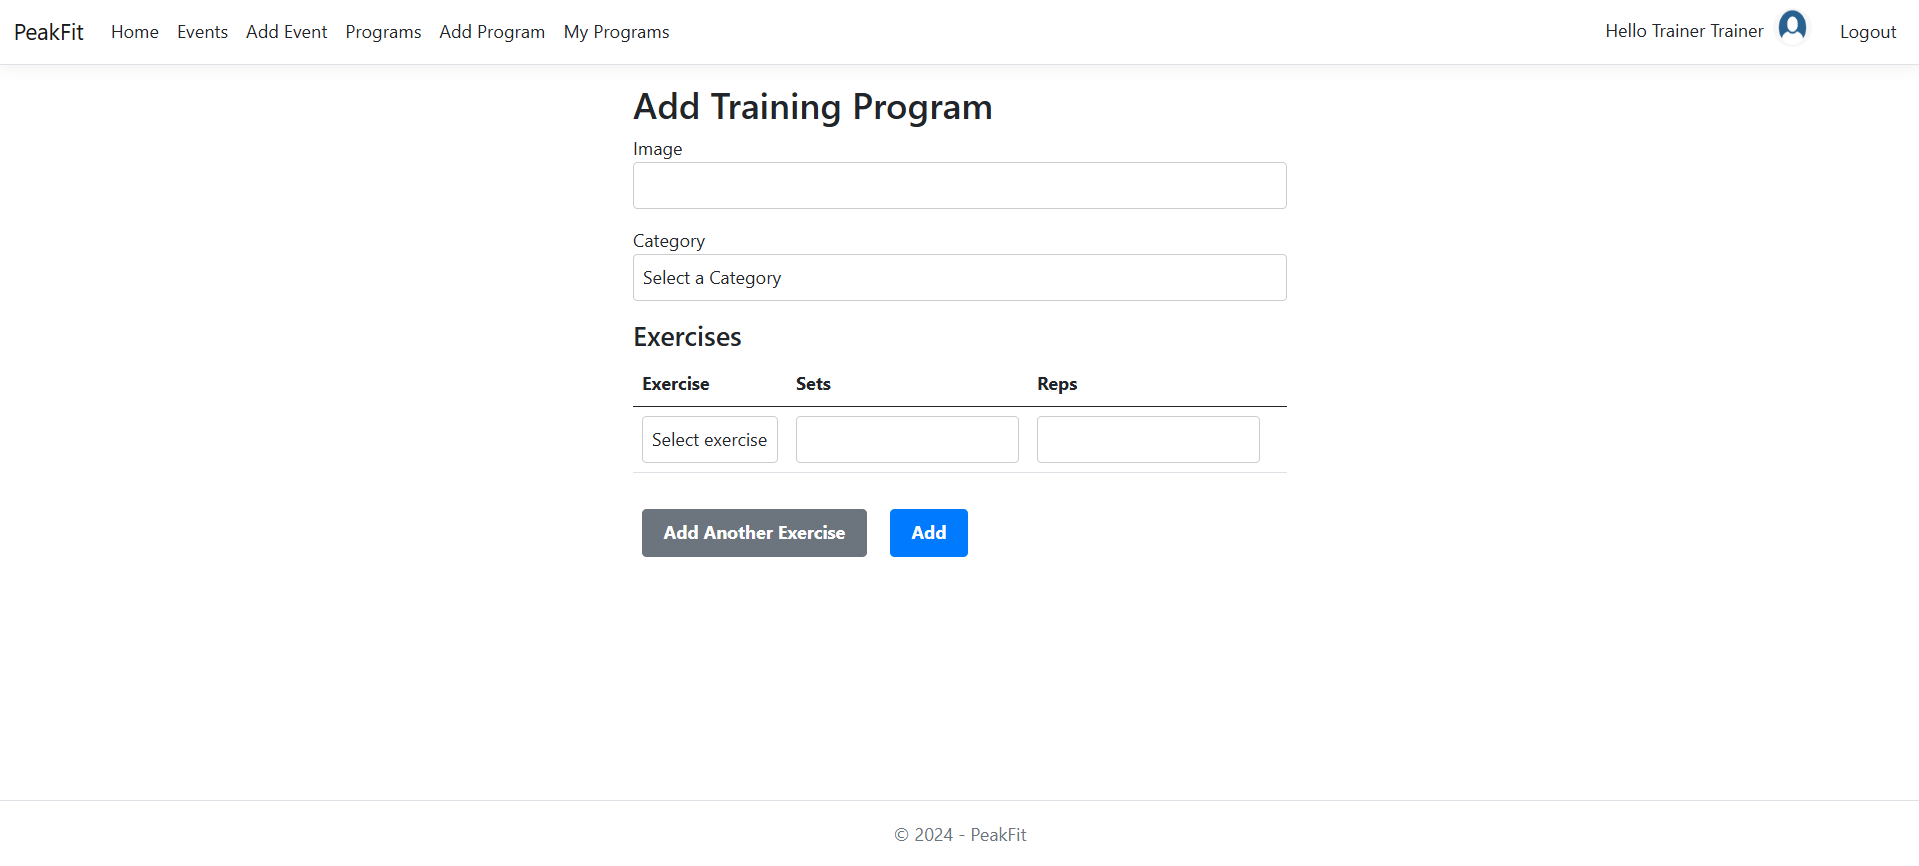 PeakFit Home Events Add Event Programs Add Program My Programs Hello Trainer Trainer Logout
Add Training Program
Image
Category
Select a Category
Exercises
Exercise Sets Reps
Select exercise
Add Another Exercise Add
© 2024 - PeakFit